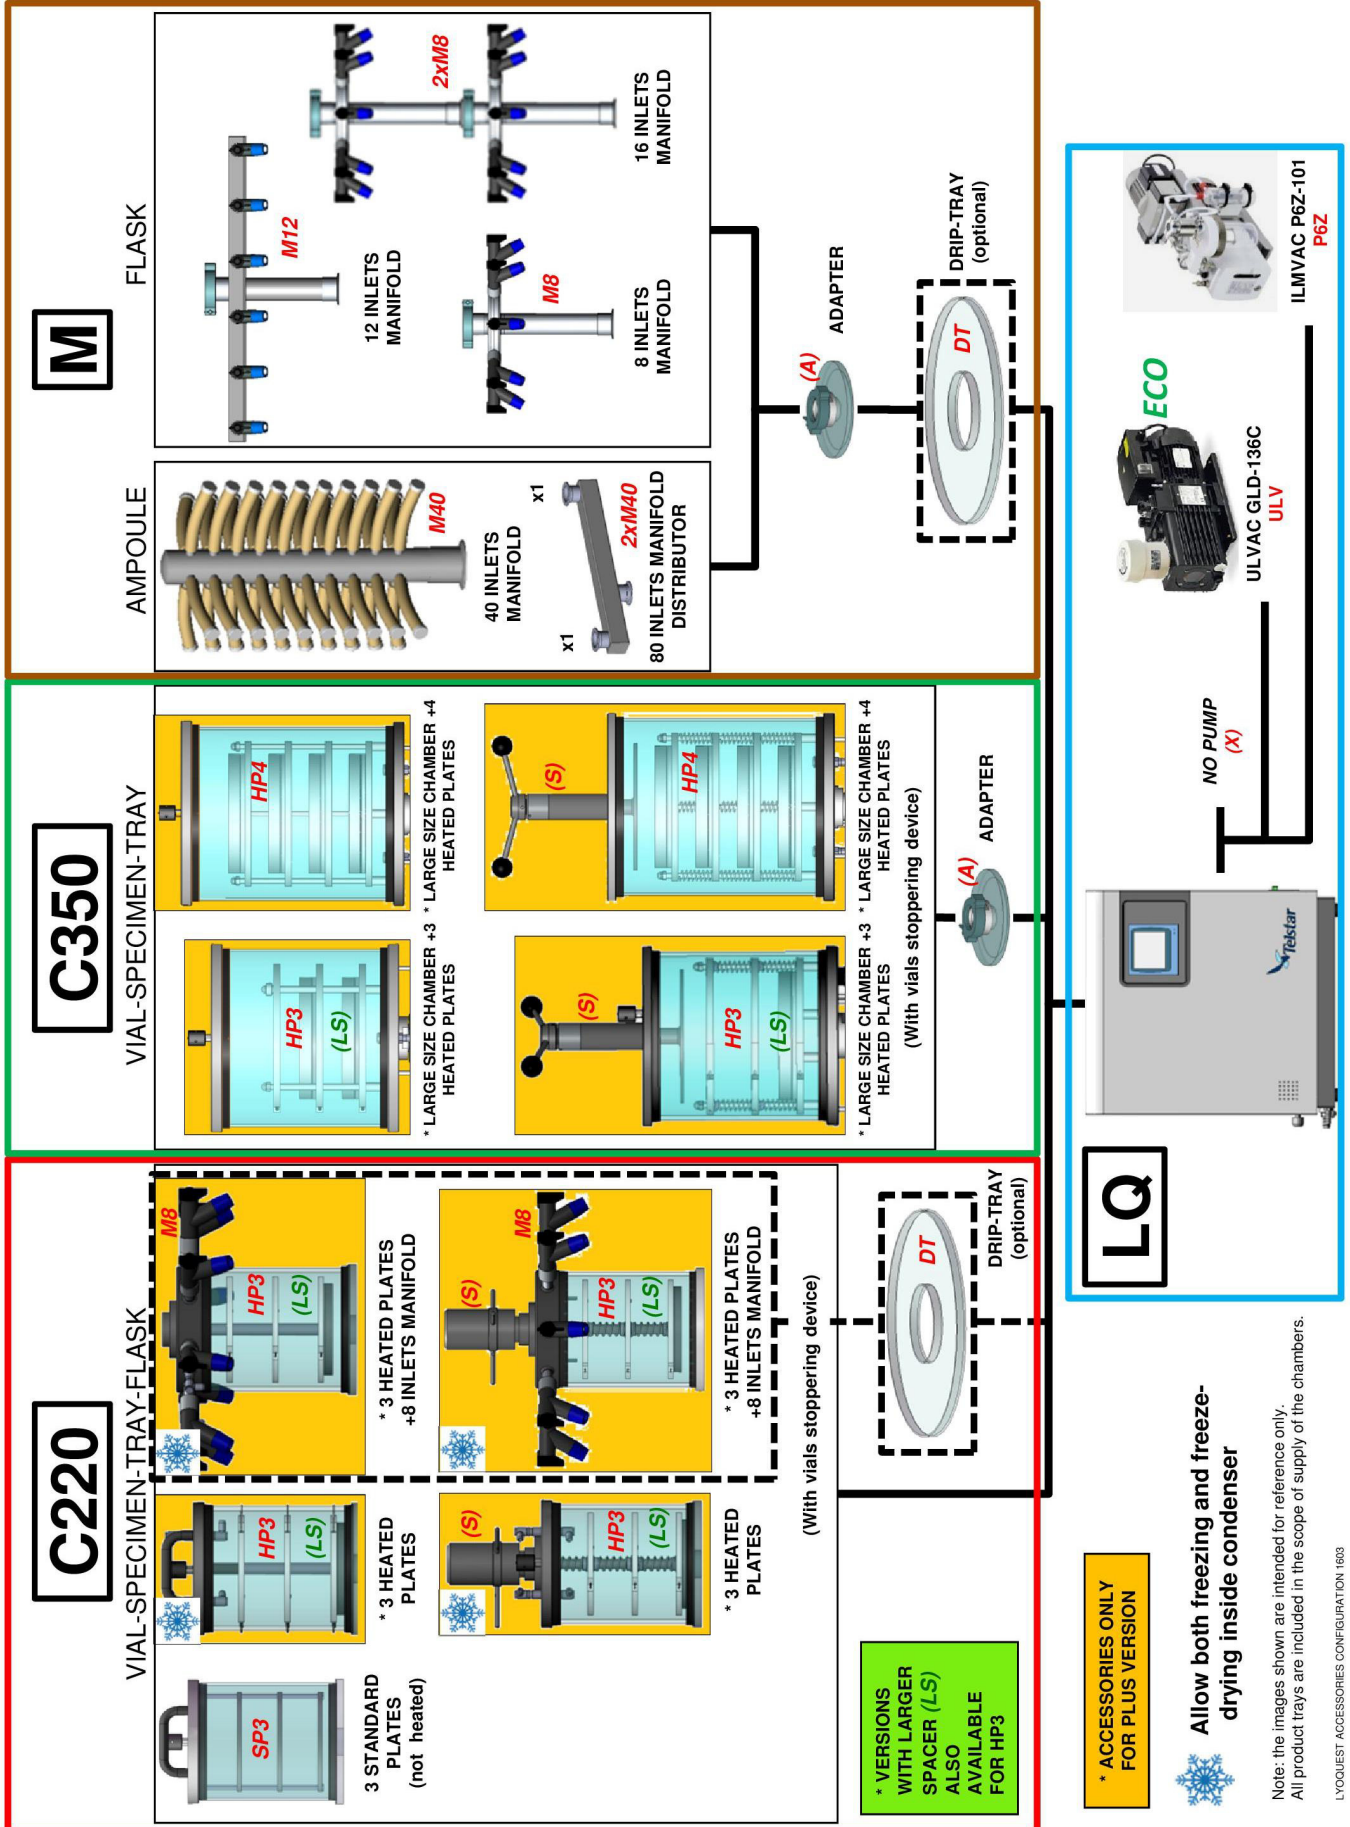 C220
VIAL-SPECIMEN-TRAY-FLASK
SP3
3 STANDARD
PLATES
(not heated)
HP3
(LS)
* 3 HEATED
PLATES
M8
HP3
(LS)
* 3 HEATED PLATES
+8 INLETS MANIFOLD
(S)
HP3
(LS)
* 3 HEATED
PLATES
(S)
M8
HP3
(LS)
* 3 HEATED PLATES
+8 INLETS MANIFOLD
(With vials stoppering device)
* VERSIONS
WITH LARGER
SPACER (LS)
ALSO
AVAILABLE
FOR HP3
DT
DRIP-TRAY
(optional)
C350
VIAL-SPECIMEN-TRAY
HP3
(LS)
* LARGE SIZE CHAMBER +3
HEATED PLATES
HP4
* LARGE SIZE CHAMBER +4
HEATED PLATES
(S)
HP3
(LS)
* LARGE SIZE CHAMBER +3
HEATED PLATES
(S)
HP4
* LARGE SIZE CHAMBER +4
HEATED PLATES
(With vials stoppering device)
(A)
ADAPTER
M
AMPOULE
M40
40 INLETS
MANIFOLD
x1
x1
2xM40
80 INLETS MANIFOLD
DISTRIBUTOR
FLASK
M12
12 INLETS
MANIFOLD
2xM8
16 INLETS
MANIFOLD
M8
8 INLETS
MANIFOLD
(A)
ADAPTER
DT
DRIP-TRAY
(optional)
LQ
Telstar
NO PUMP
(X)
ECO
ULVAC GLD-136C
ULV
ILMVAC P6Z-101
P6Z
* ACCESSORIES ONLY
FOR PLUS VERSION
Allow both freezing and freeze-
drying inside condenser
Note: the images shown are intended for reference only.
All product trays are included in the scope of supply of the chambers.
LYOQUEST ACCESSORIES CONFIGURATION 1603